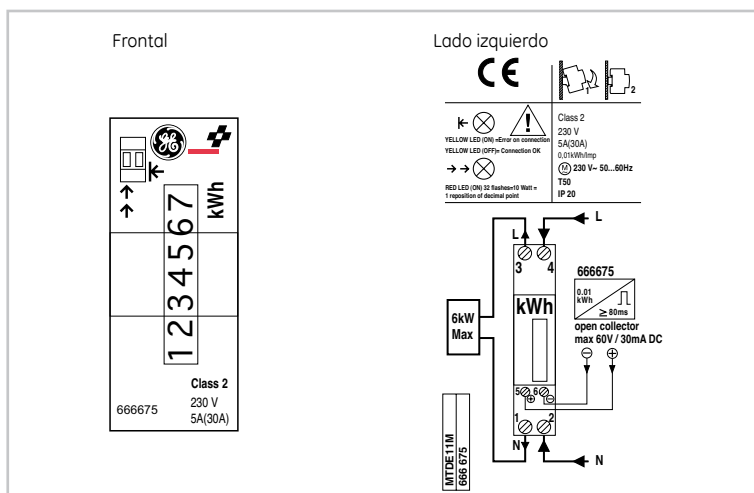 Frontal
GE
1234567
kWh
666675
Class 2
230 V
5A(30A)
Lado izquierdo
CE
1
2
YELLOW LED (ON) =Error on connection
YELLOW LED (OFF)= Connection OK
RED LED (ON) 32 flashes=10 Watt =
1 reposition of decimal point
Class 2
230 V
5A(30A)
0,01kWh/Imp
M 230 V~ 50...60Hz
T50
IP 20
L
L
3 4
kWh
6kW
Max
5 6
1 2
N
N
666675
0.01
kWh
≥ 80ms
open collector
max 60V / 30mA DC
MTDE11M
666 675